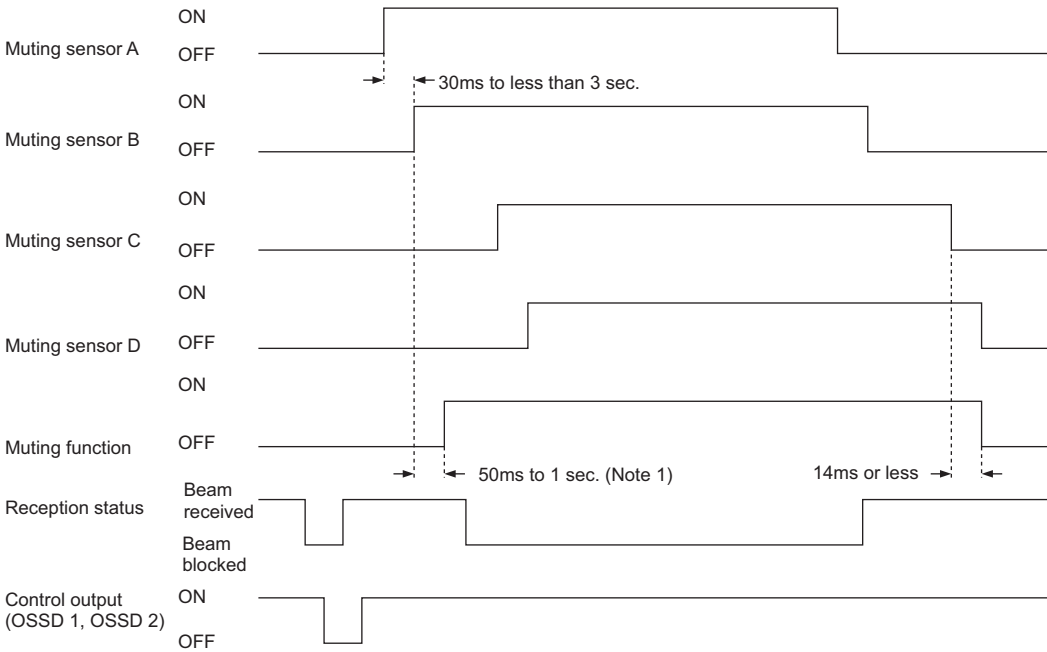 ON
Muting sensor A
OFF
30ms to less than 3 sec.
ON
Muting sensor B
OFF
ON
Muting sensor C
OFF
ON
Muting sensor D
OFF
ON
Muting function
OFF
50ms to 1 sec. (Note 1)
14ms or less
Reception status
Beam
received
Beam
blocked
Control output
(OSSD 1, OSSD 2)
ON
OFF